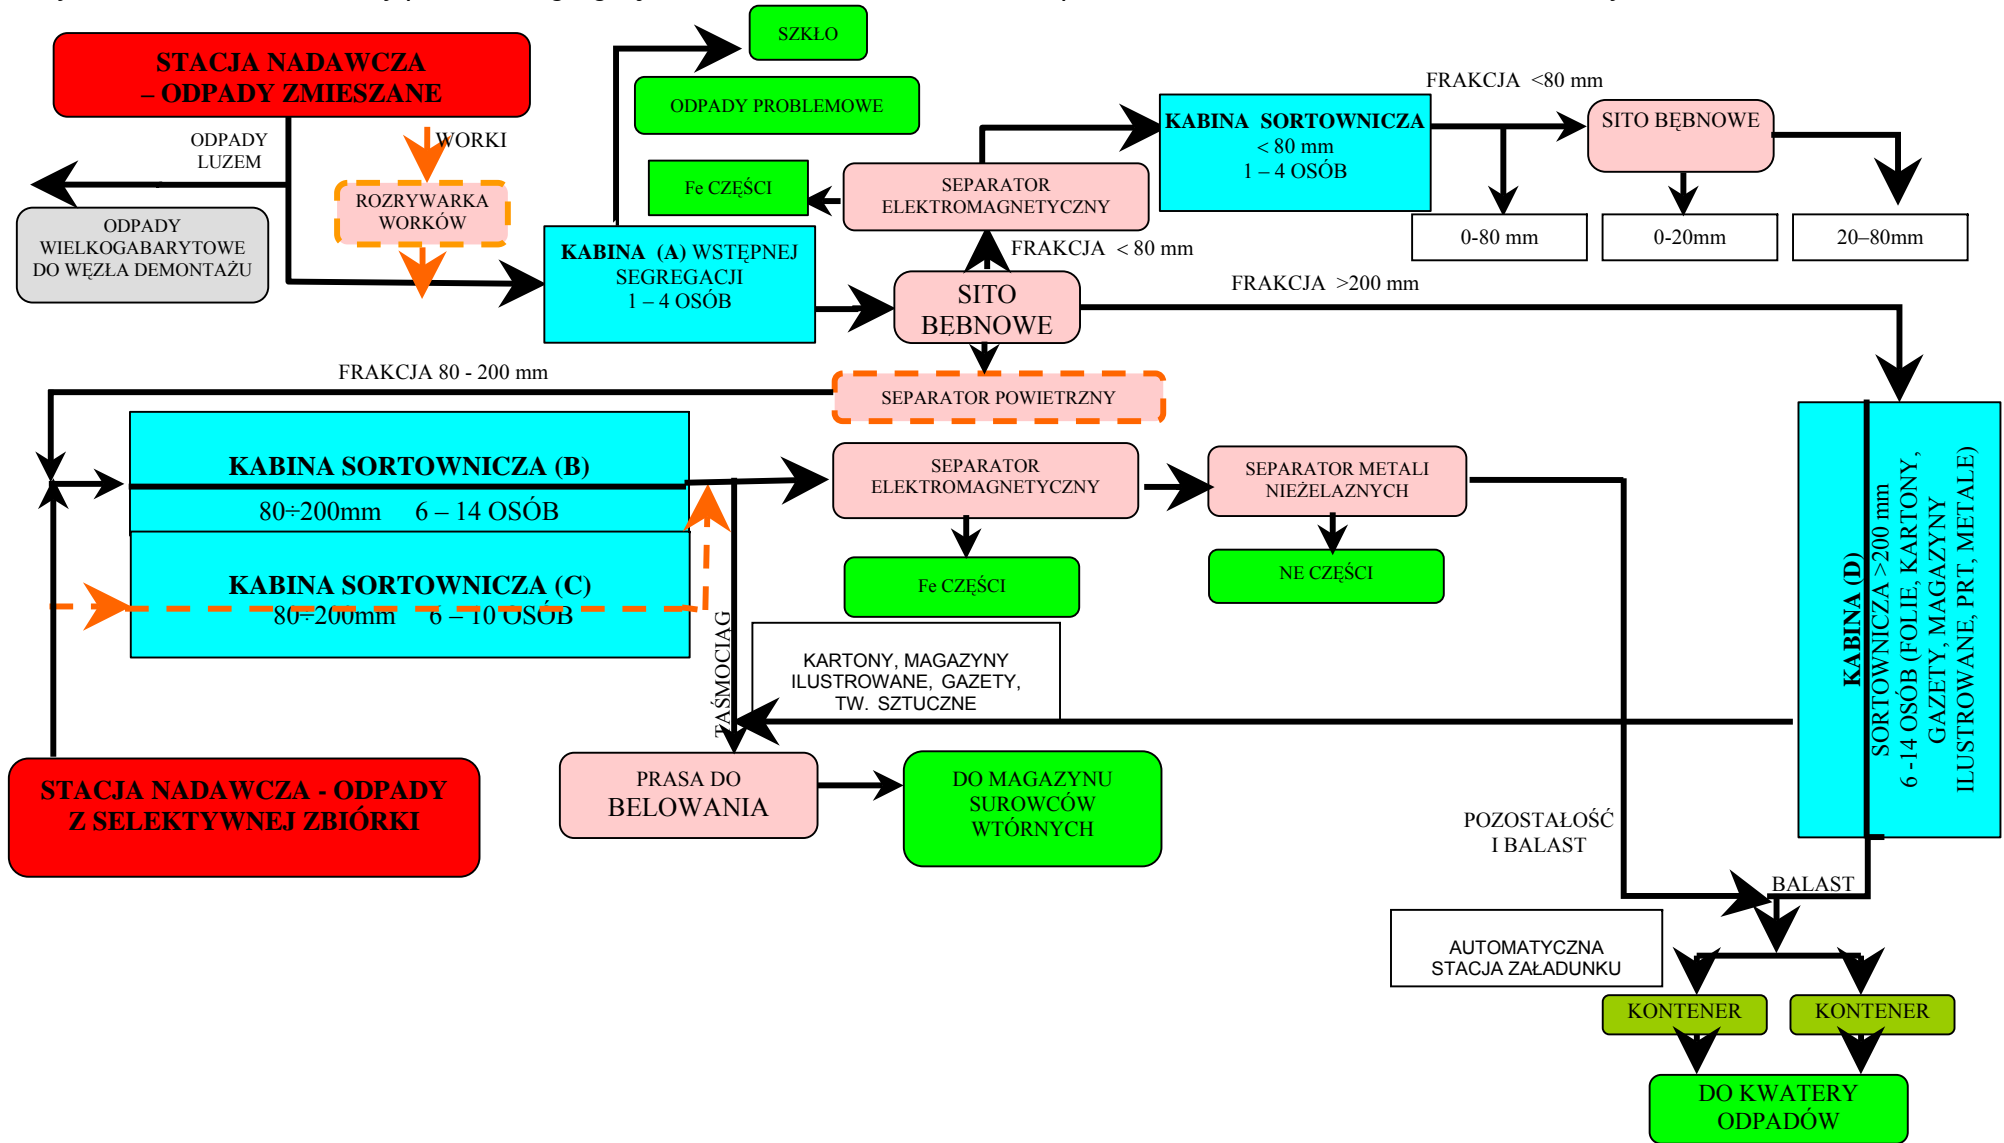 STACJA NADAWCZA
– ODPADY ZMIESZANE
SZKŁO
ODPADY PROBLEMOWE
Fe CZĘŚCI
ODPADY
LUZEM
WORKI
ROZRYWARKA
WORKÓW
ODPADY
WIELKOGABARYTOWE
DO WĘZŁA DEMONTAŻU
KABINA (A) WSTĘPNEJ
SEGREGACJI
1 – 4 OSÓB
SEPARATOR
ELEKTROMAGNETYCZNY
FRAKCJA < 80 mm
SITO
BĘBNOWE
KABINA SORTOWNICZA
< 80 mm
1 – 4 OSÓB
FRAKCJA <80 mm
SITO BĘBNOWE
0-80 mm
0-20mm
20–80mm
FRAKCJA >200 mm
FRAKCJA 80 - 200 mm
SEPARATOR POWIETRZNY
KABINA SORTOWNICZA (B)
80÷200mm 6 – 14 OSÓB
KABINA SORTOWNICZA (C)
80÷200mm 6 – 10 OSÓB
SEPARATOR
ELEKTROMAGNETYCZNY
SEPARATOR METALI
NIEŻELAZNYCH
Fe CZĘŚCI
NE CZĘŚCI
TAŚMOCIĄG
KARTONY, MAGAZYNY
ILUSTROWANE, GAZETY,
TW. SZTUCZNE
KABINA (D)
SORTOWNICZA >200 mm
6 -14 OSÓB (FOLIE, KARTONY,
GAZETY, MAGAZYNY
ILUSTROWANE, PRT, METALE)
STACJA NADAWCZA - ODPADY
Z SELEKTYWNEJ ZBIÓRKI
PRASA DO
BELOWANIA
DO MAGAZYNU
SUROWCÓW
WTÓRNYCH
POZOSTAŁOŚĆ
I BALAST
BALAST
AUTOMATYCZNA
STACJA ZAŁADUNKU
KONTENER
KONTENER
DO KWATERY
ODPADÓW